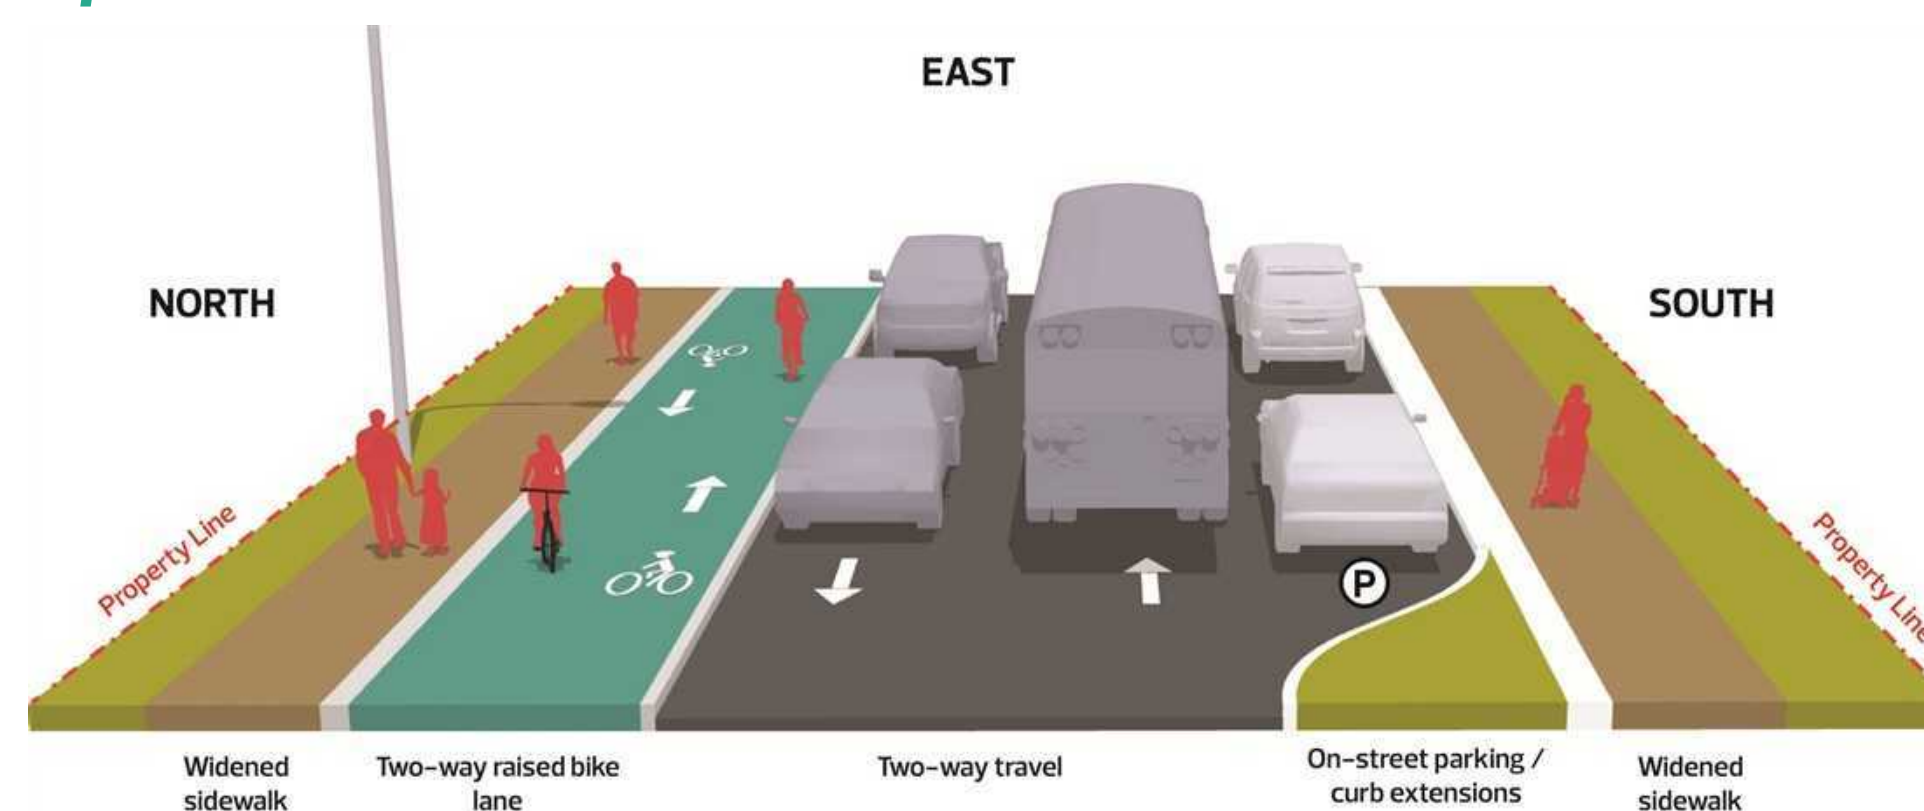 EAST
NORTH
SOUTH
Property Line
Property Line
P
Widened
sidewalk
Two-way raised bike
lane
Two-way travel
On-street parking /
curb extensions
Widened
sidewalk